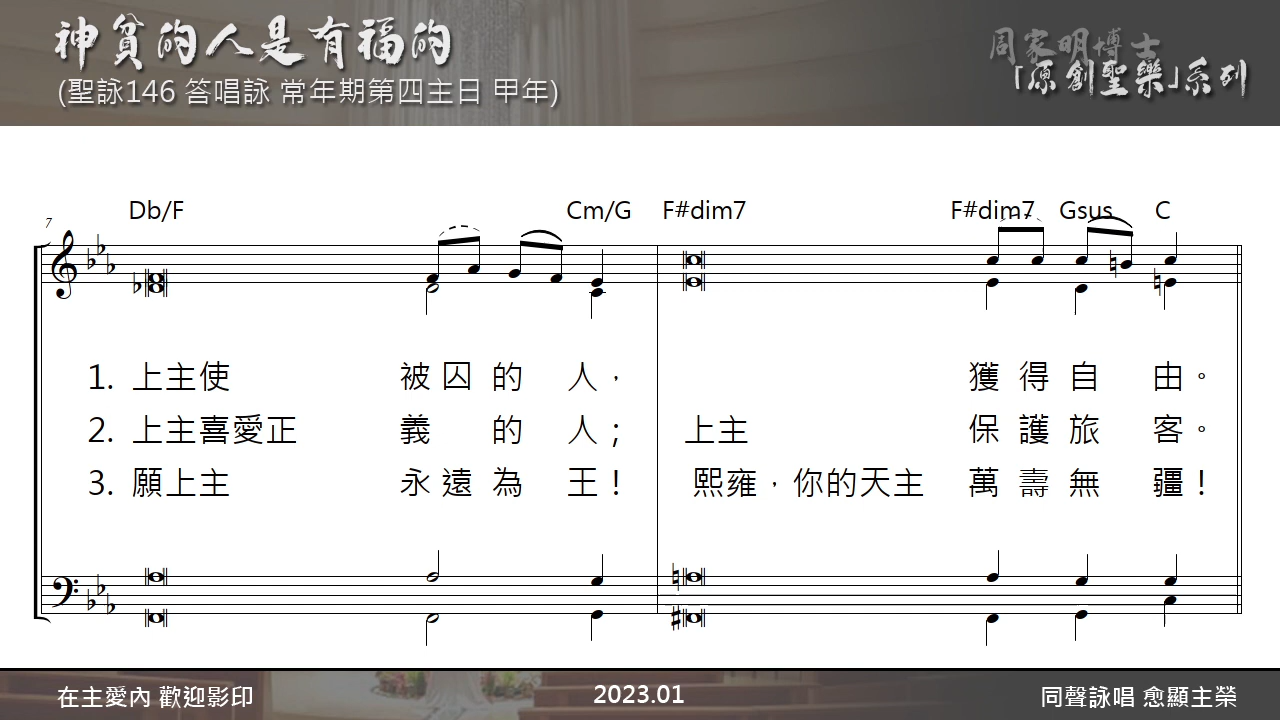 神貧的人是有福的
(聖詠146 答唱詠 常年期第四主日 甲年)
周家明博士
「原創聖樂」系列
7
Db/F Cm/G F#dim7 F#dim7 Gsus C
1. 上主使 被囚的人， 獲得自由。
2. 上主喜愛正義的人； 上主保護旅客。
3. 願上主永遠為王！ 熙雍，你的天主萬壽無疆！
在主愛內 歡迎影印
2023.01
同聲詠唱 愈顯主榮